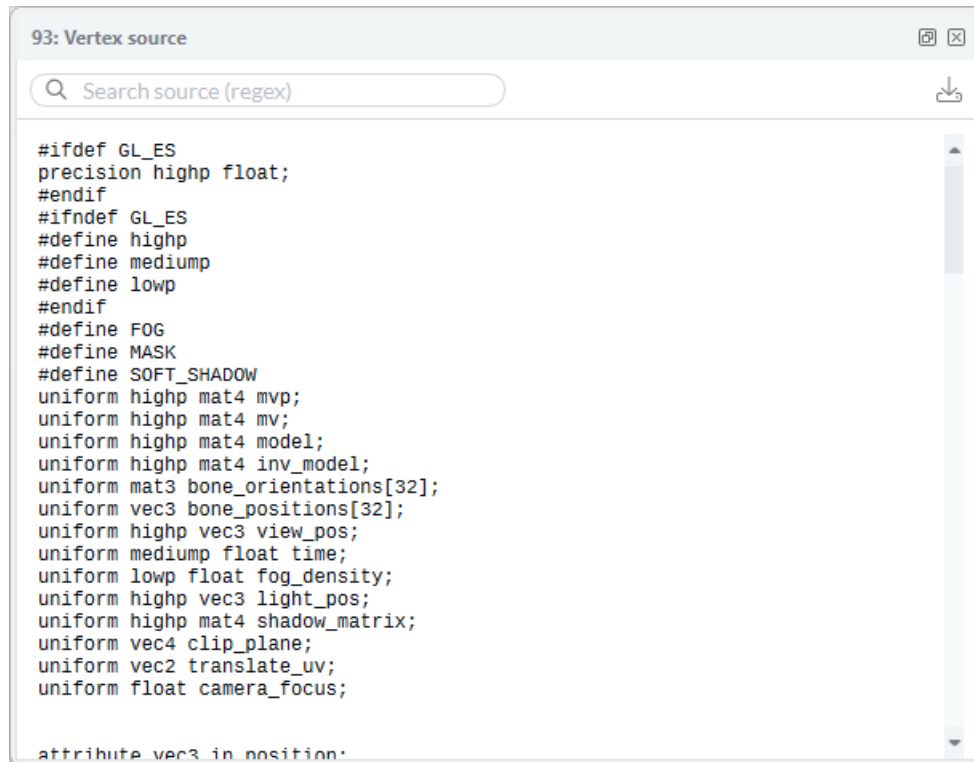 93: Vertex source
Search source (regex)
#ifdef GL_ES
precision highp float;
#endif
#ifndef GL_ES
#define highp
#define mediump
#define lowp
#endif
#define FOG
#define MASK
#define SOFT_SHADOW
uniform highp mat4 mvp;
uniform highp mat4 mv;
uniform highp mat4 model;
uniform highp mat4 inv_model;
uniform mat3 bone_orientations[32];
uniform vec3 bone_positions[32];
uniform highp vec3 view_pos;
uniform mediump float time;
uniform lowp float fog_density;
uniform highp vec3 light_pos;
uniform highp mat4 shadow_matrix;
uniform vec4 clip_plane;
uniform vec2 translate_uv;
uniform float camera_focus;
attribute vec3 in_position;